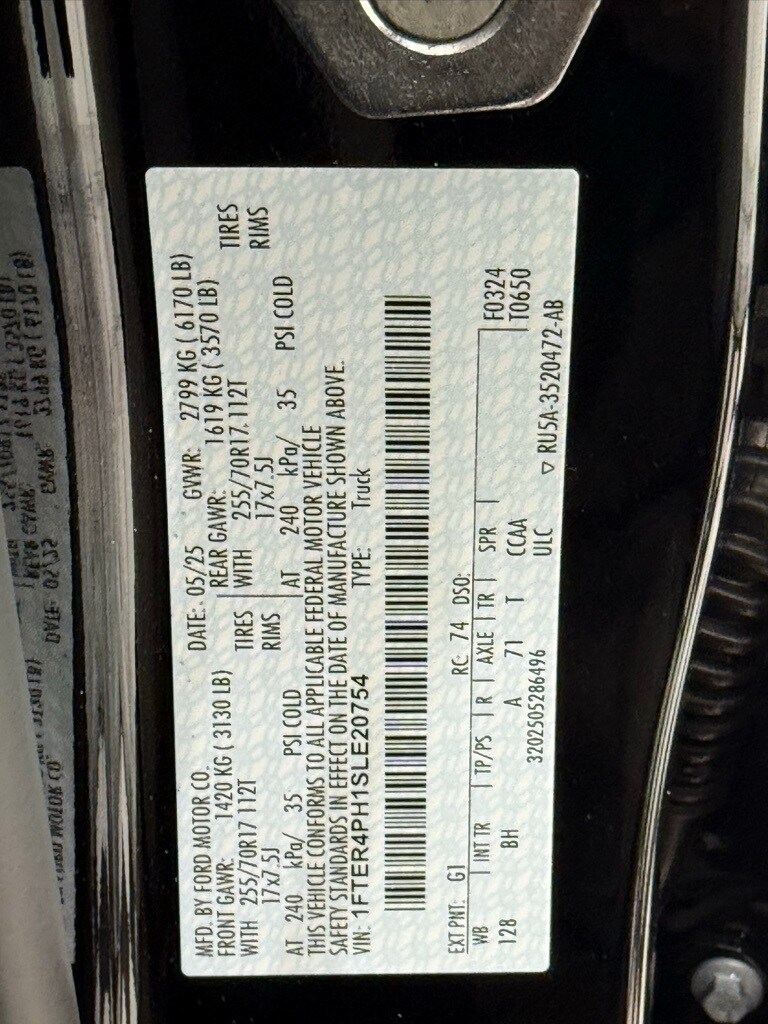 MFD. BY FORD MOTOR CO. DATE: 05/25 GVWR: 2799 KG ( 6170 LB)
FRONT GAWR: 1420 KG ( 3130 LB) REAR GAWR: 1619 KG ( 3570 LB)
WITH 255/70R17 112T TIRES WITH 255/70R17 112T TIRES
17x7.5J RIMS 17x7.5J RIMS
AT 240 kPa/ 35 PSI COLD AT 240 kPa/ 35 PSI COLD
THIS VEHICLE CONFORMS TO ALL APPLICABLE FEDERAL MOTOR VEHICLE
SAFETY STANDARDS IN EFFECT ON THE DATE OF MANUFACTURE SHOWN ABOVE.
VIN: 1FTER4PH1SLE20754 TYPE: Truck
EXT PNT: G1 RC: 74 DSO:
WB INT TR TP/PS R AXLE TR SPR F0324
128 BH A 71 T CCAA T0650
ULC
3202505286496 ▽ RU5A-3520472-AB